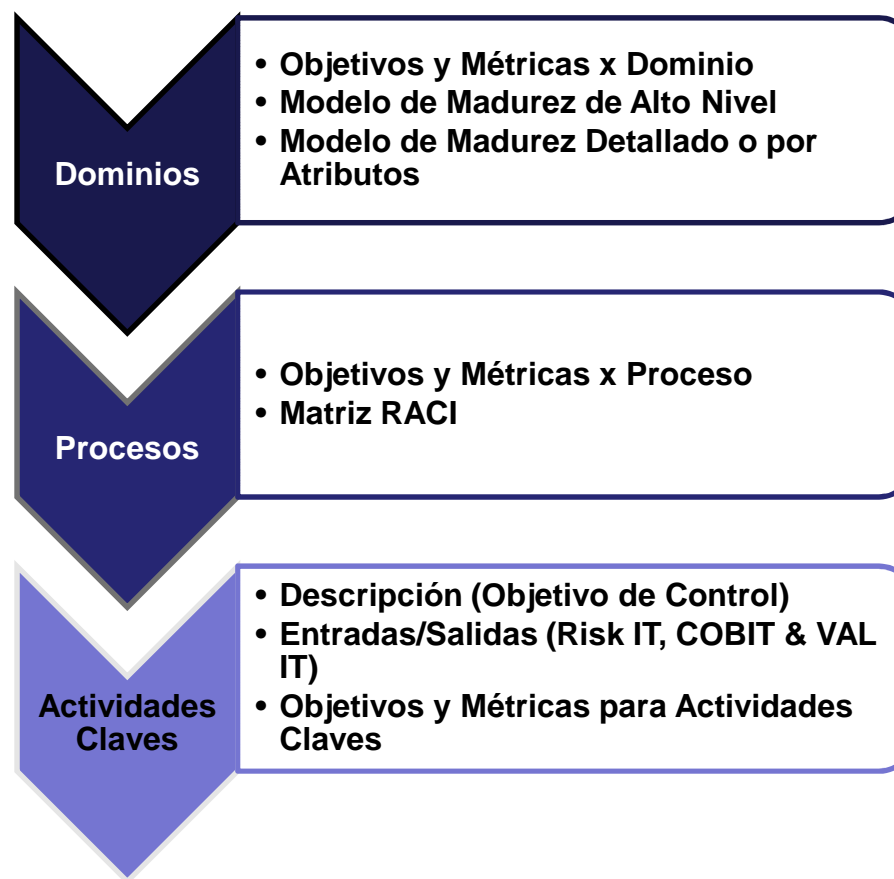 Dominios
• Objetivos y Métricas x Dominio
• Modelo de Madurez de Alto Nivel
• Modelo de Madurez Detallado o por
Atributos
Procesos
• Objetivos y Métricas x Proceso
• Matriz RACI
Actividades
Claves
• Descripción (Objetivo de Control)
• Entradas/Salidas (Risk IT, COBIT & VAL
IT)
• Objetivos y Métricas para Actividades
Claves